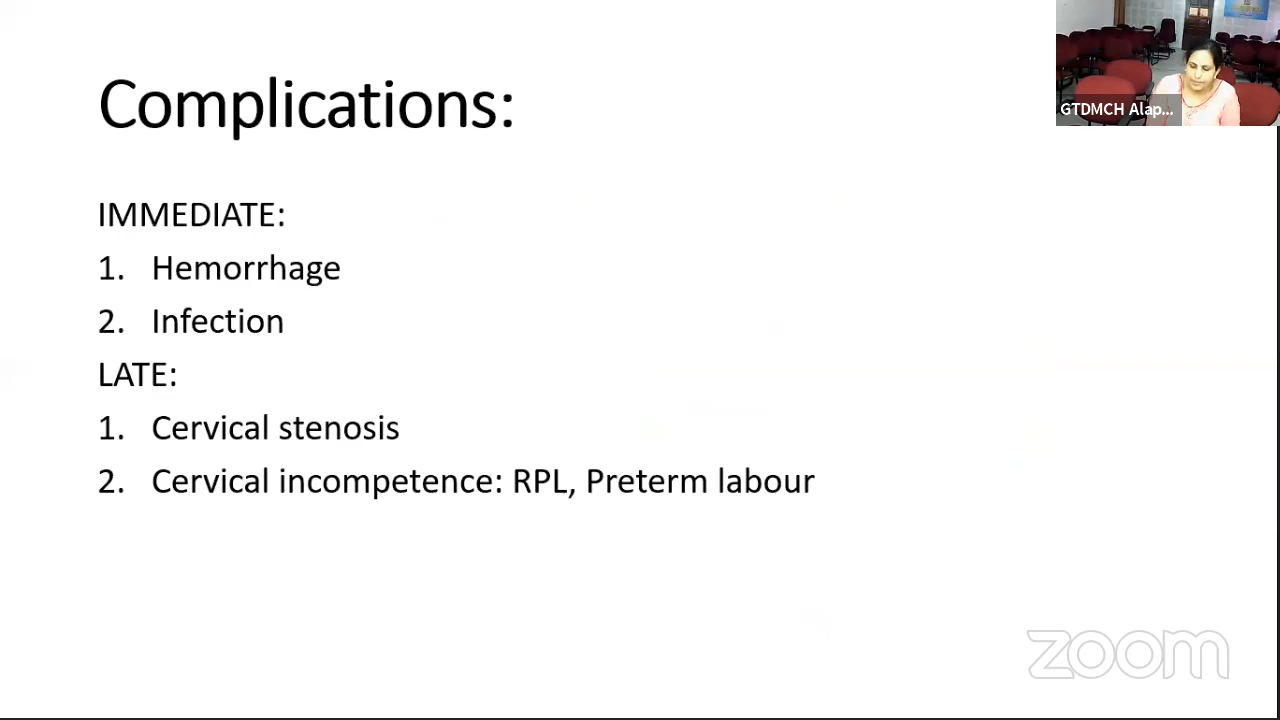 Complications:
GTDMCH Alap...
IMMEDIATE:
1. Hemorrhage
2. Infection
LATE:
1. Cervical stenosis
2. Cervical incompetence: RPL, Preterm labour
zoom